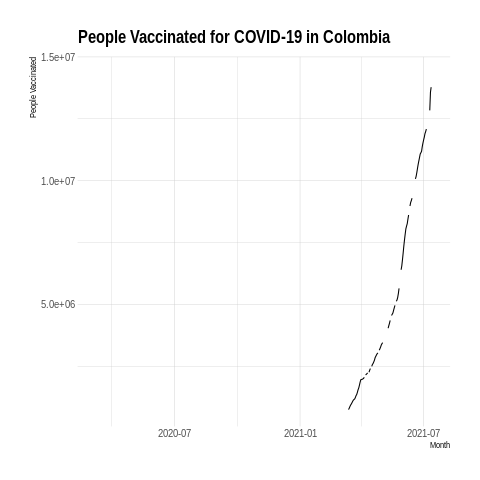 People Vaccinated for COVID-19 in Colombia
People Vaccinated
1.5e+07
1.0e+07
5.0e+06
2020-07
2021-01
2021-07
Month